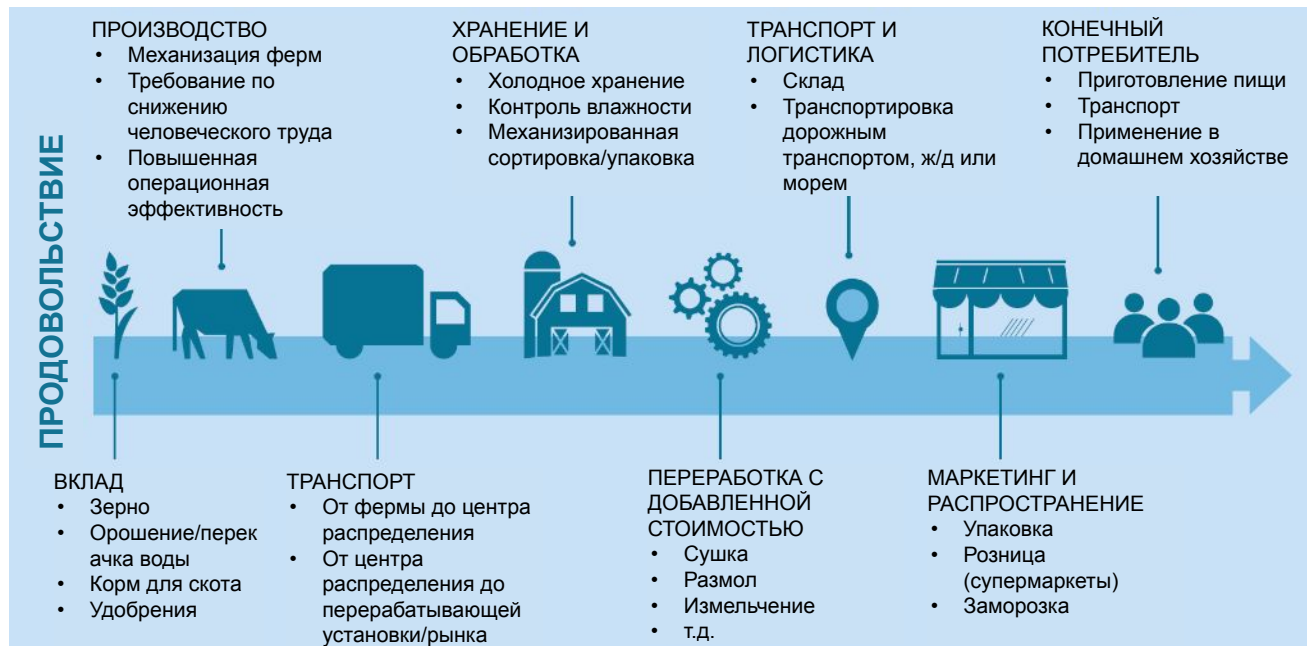 ПРОДОВОЛЬСТВИЕ
ПРОИЗВОДСТВО
• Механизация ферм
• Требование по
снижению
человеческого труда
• Повышенная
операционная
эффективность
ХРАНЕНИЕ И
ОБРАБОТКА
• Холодное хранение
• Контроль влажности
• Механизированная
сортировка/упаковка
ТРАНСПОРТ И
ЛОГИСТИКА
• Склад
• Транспортировка
дорожным
транспортом, ж/д или
морем
КОНЕЧНЫЙ
ПОТРЕБИТЕЛЬ
• Приготовление пищи
• Транспорт
• Применение в
домашнем хозяйстве
ВКЛАД
• Зерно
• Орошение/перек
ачка воды
• Корм для скота
• Удобрения
ТРАНСПОРТ
• От фермы до центра
распределения
• От центра
распределения до
перерабатывающей
установки/рынка
ПЕРЕРАБОТКА С
ДОБАВЛЕННОЙ
СТОИМОСТЬЮ
• Сушка
• Размол
• Измельчение
• т.д.
МАРКЕТИНГ И
РАСПРОСТРАНЕНИЕ
• Упаковка
• Розница
(супермаркеты)
• Заморозка